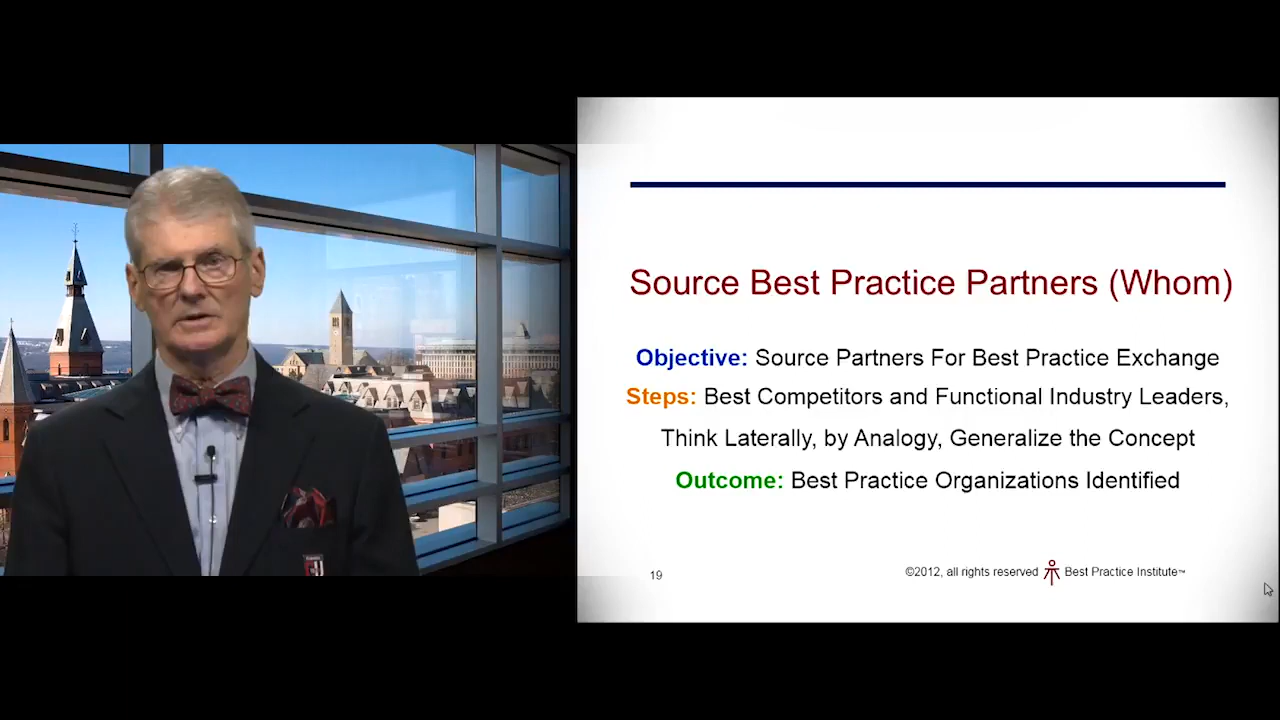 Source Best Practice Partners (Whom)
Objective: Source Partners For Best Practice Exchange
Steps: Best Competitors and Functional Industry Leaders,
Think Laterally, by Analogy, Generalize the Concept
Outcome: Best Practice Organizations Identified
19
©2012, all rights reserved Best Practice Institute™